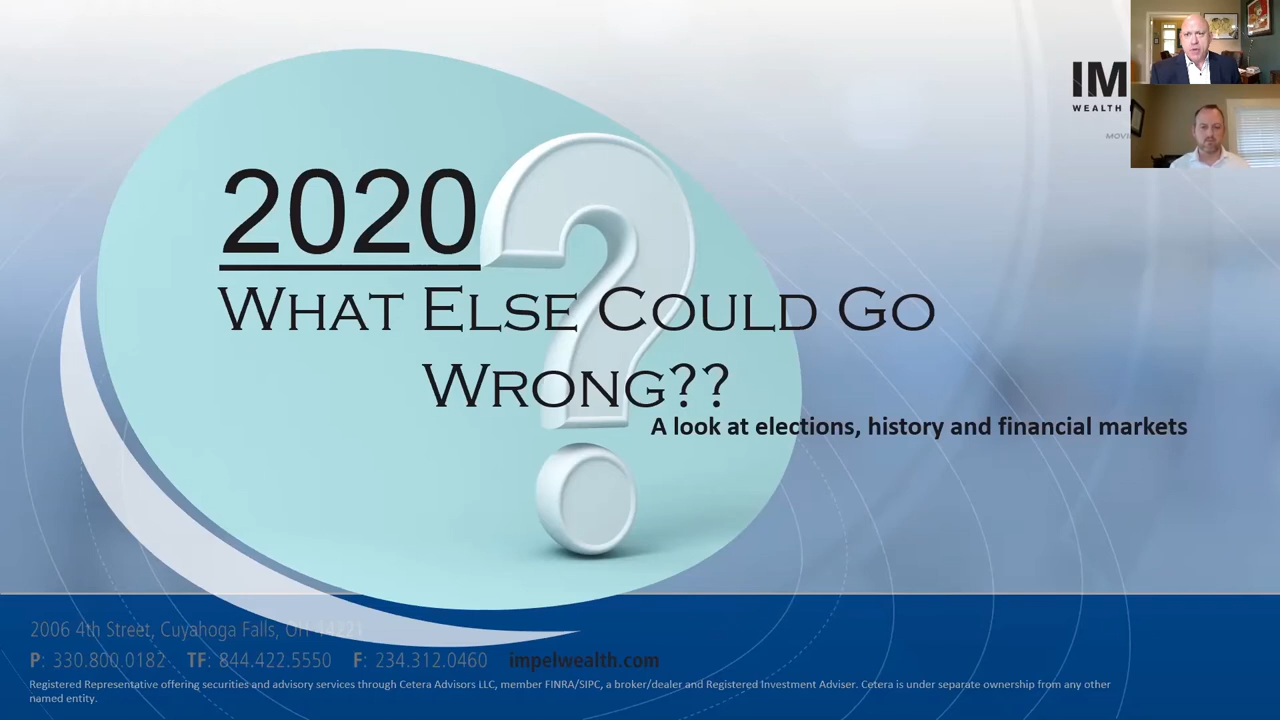 IM
WEALTH
MOVI
2020
WHAT ELSE COULD GO
WRONG??
A look at elections, history and financial markets
2006 4th Street, Cuyahoga Falls, OH 44221
P: 330.800.0182 TF: 844.422.5550 F: 234.312.0460 impelwealth.com
Registered Representative offering securities and advisory services through Cetera Advisors LLC, member FINRA/SIPC, a broker/dealer and Registered Investment Adviser. Cetera is under separate ownership from any other
named entity.